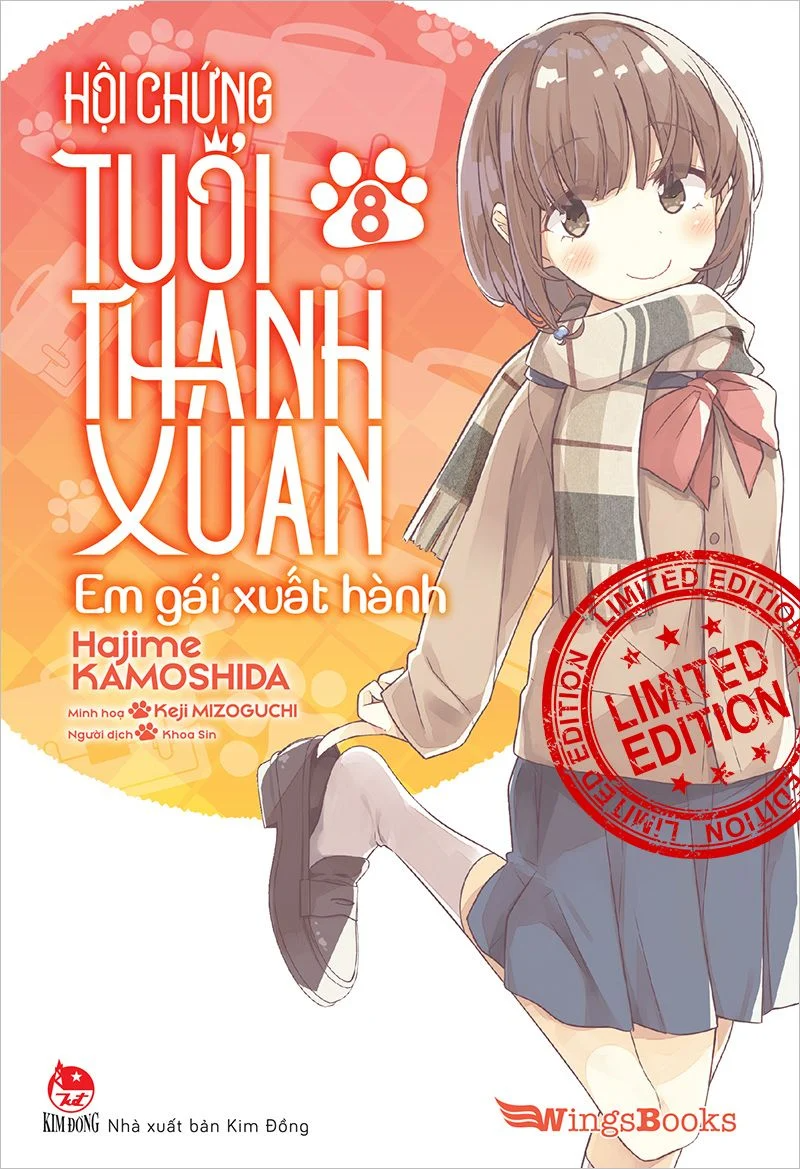 HỘI CHỨNG
TUỔI
THANH
XUÂN
8
Em gái xuất hành
Hajime
KAMOSHIDA
Minh hoạ Keji MIZOGUCHI
Người dịch Khoa Sin
LIMITED EDITION
LIMITED
EDITION
LIMITED EDITION
EDITION
kđ
KIM ĐỒNG
Nhà xuất bản Kim Đồng
WingsBooks